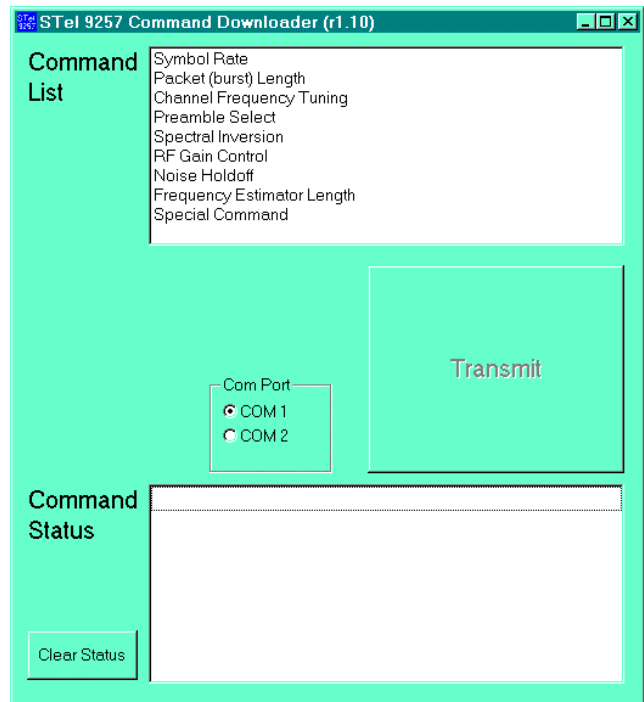 STel 9257
STel 9257 Command Downloader (r1.10)
Command
List
Symbol Rate
Packet (burst) Length
Channel Frequency Tuning
Preamble Select
Spectral Inversion
RF Gain Control
Noise Holdoff
Frequency Estimator Length
Special Command
Transmit
Com Port
COM 1
COM 2
Command
Status
Clear Status